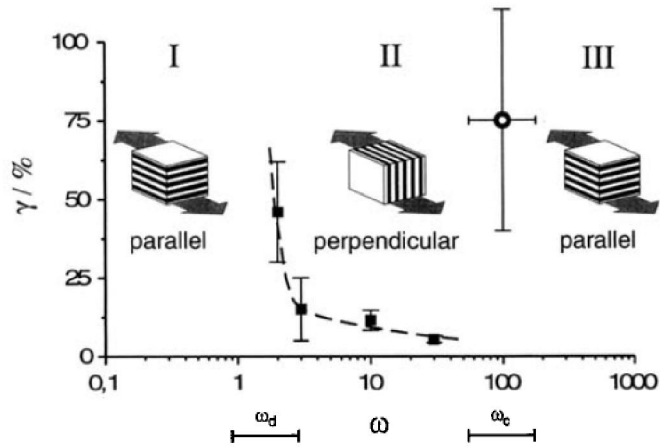 100
I II III
75
γ / %
50
parallel perpendicular parallel
25
0
0,1 1 10 100 1000
ω_d ω ω_c